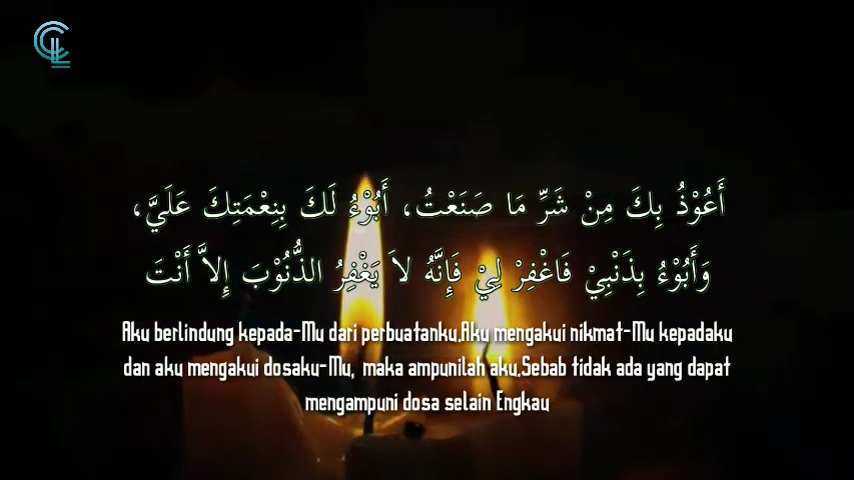 أَعُوْذُ بِكَ مِنْ شَرِّ مَا صَنَعْتُ، أَبُوْءُ لَكَ بِنِعْمَتِكَ عَلَيَّ،
وَأَبُوْءُ بِذَنْبِيْ فَاغْفِرْ لِيْ فَإِنَّهُ لاَ يَغْفِرُ الذُّنُوْبَ إِلاَّ أَنْتَ
Aku berlindung kepada-Mu dari perbuatanku.Aku mengakui nikmat-Mu kepadaku
dan aku mengakui dosaku-Mu, maka ampunilah aku.Sebab tidak ada yang dapat
mengampuni dosa selain Engkau